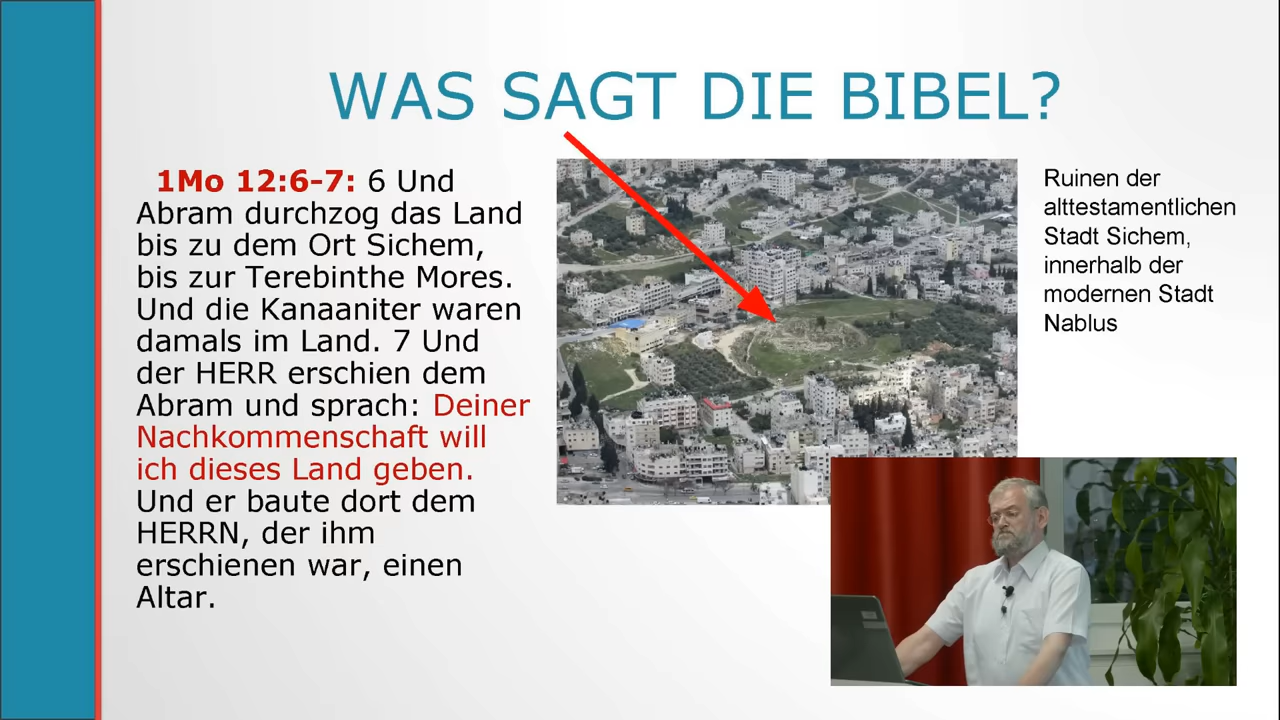 WAS SAGT DIE BIBEL?
1Mo 12:6-7: 6 Und
Abram durchzog das Land
bis zu dem Ort Sichem,
bis zur Terebinthe Mores.
Und die Kanaaniter waren
damals im Land. 7 Und
der HERR erschien dem
Abram und sprach: Deiner
Nachkommenschaft will
ich dieses Land geben.
Und er baute dort dem
HERRN, der ihm
erschienen war, einen
Altar.
Ruinen der
alttestamentlichen
Stadt Sichem,
innerhalb der
modernen Stadt
Nablus